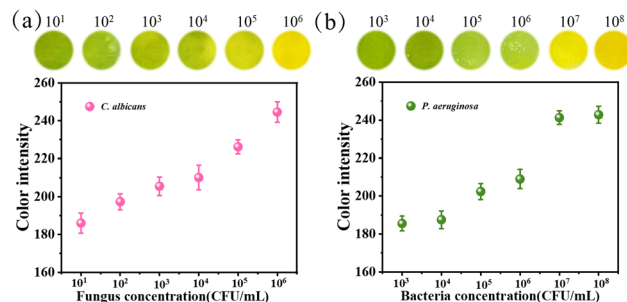 (a) 10¹ 10² 10³ 10⁴ 10⁵ 10⁶
260
240
220
200
180
160
Color intensity
C. albicans
10¹ 10² 10³ 10⁴ 10⁵ 10⁶
Fungus concentration(CFU/mL)
(b) 10³ 10⁴ 10⁵ 10⁶ 10⁷ 10⁸
260
240
220
200
180
160
Color intensity
P. aeruginosa
10³ 10⁴ 10⁵ 10⁶ 10⁷ 10⁸
Bacteria concentration(CFU/mL)